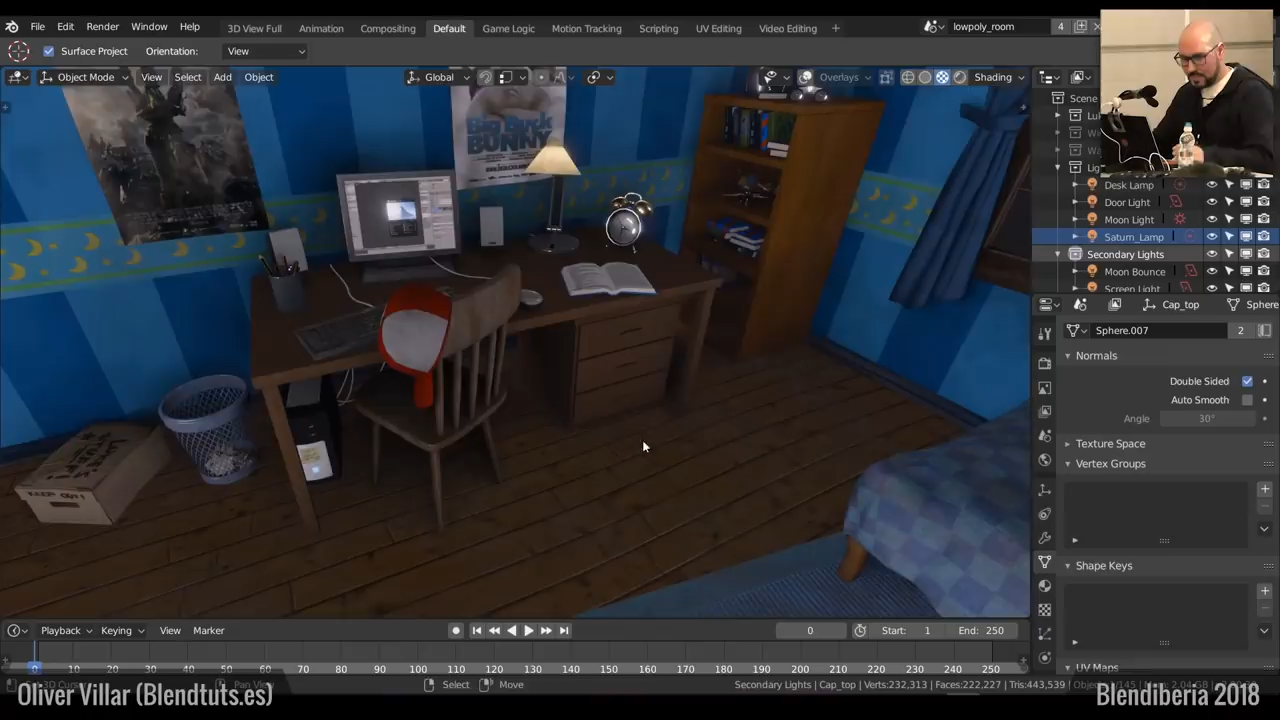 File Edit Render Window Help
3D View Full Animation Compositing Default Game Logic Motion Tracking Scripting UV Editing Video Editing +
lowpoly_room 4
Surface Project Orientation: View
Object Mode View Select Add Object Global Overlays Shading
Scene
Desk Lamp
Door Light
Moon Light
Saturn_Lamp
Secondary Lights
Moon Bounce
Screen Light
Cap_top Sphere
Sphere.007 2
Normals
Double Sided
Auto Smooth
Angle 30°
Texture Space
Vertex Groups
Shape Keys
UV Maps
Big Buck
BUNNY
KEEP OUT!
Playback Keying View Marker 0 Start: 1 End: 250
0 10 20 30 40 50 60 70 80 90 100 110 120 130 140 150 160 170 180 190 200 210 220 230 240 250
Select Move Secondary Lights | Cap_top | Verts:232,313 | Faces:222,227 | Tris:443,539
Oliver Villar (Blendtuts.es)
Blendiberia 2018